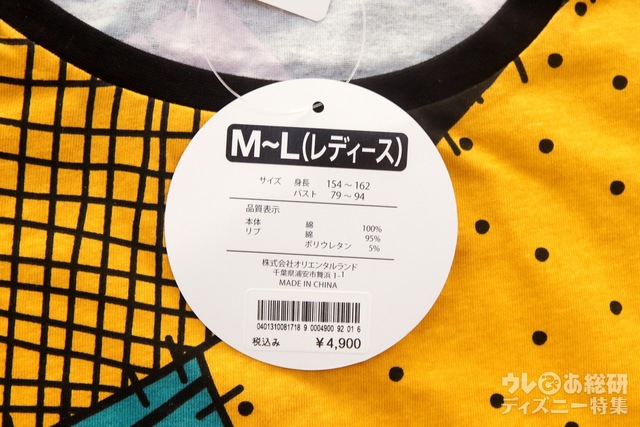 M～L(レディース)
サイズ 身長 154～162
バスト 79～94
品質表示
本体 綿 100%
リブ 綿 95%
ポリウレタン 5%
株式会社オリエンタルランド
千葉県浦安市舞浜1-1
MADE IN CHINA
0401310081718 9 0004900 92 01 6
税込み ¥4,900
ウレぴあ総研
ディズニー特集